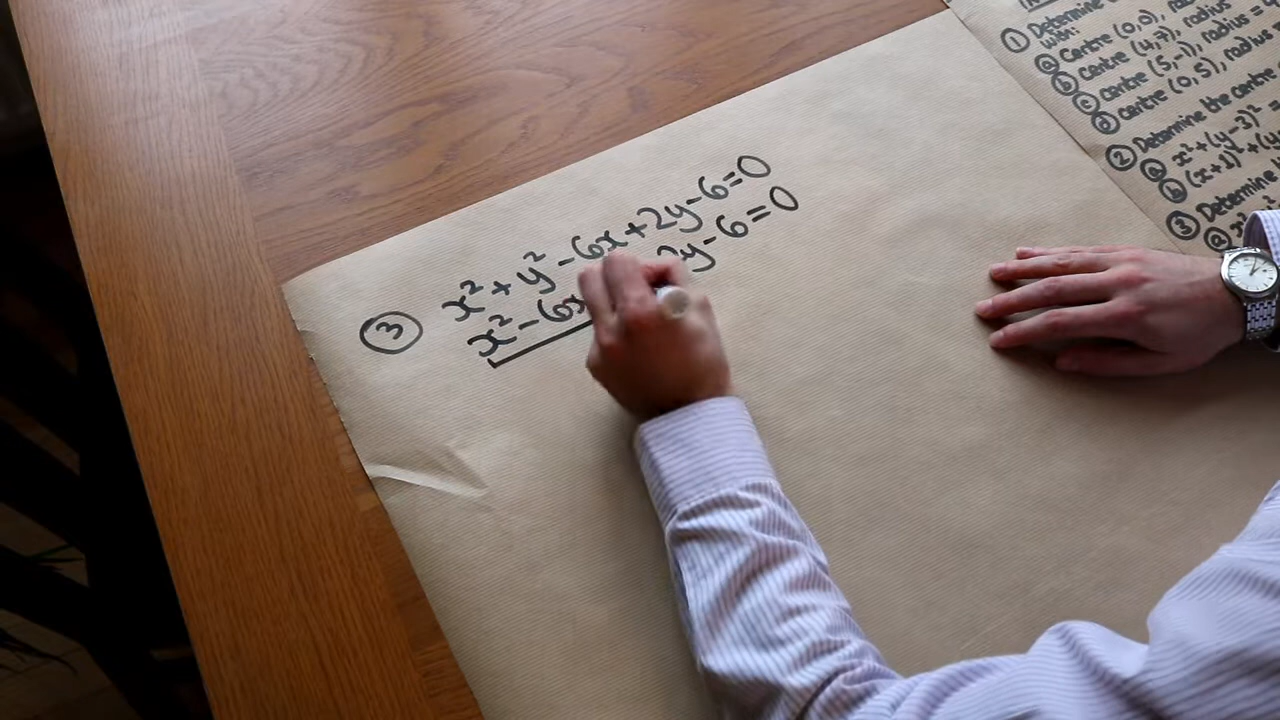 ③ x² + y² - 6x + 2y - 6 = 0
x² - 6x 2y - 6 = 0
① Determine
with:
ⓐ Centre (0,0), radius
ⓑ Centre (4,7), radius
ⓒ Centre (5,-1), radius =
ⓓ Centre (0,5), radius =
② Determine the centre
ⓐ x² + (y-3)² =
ⓑ (x+1)² + (y
③ Determine
ⓐ x²